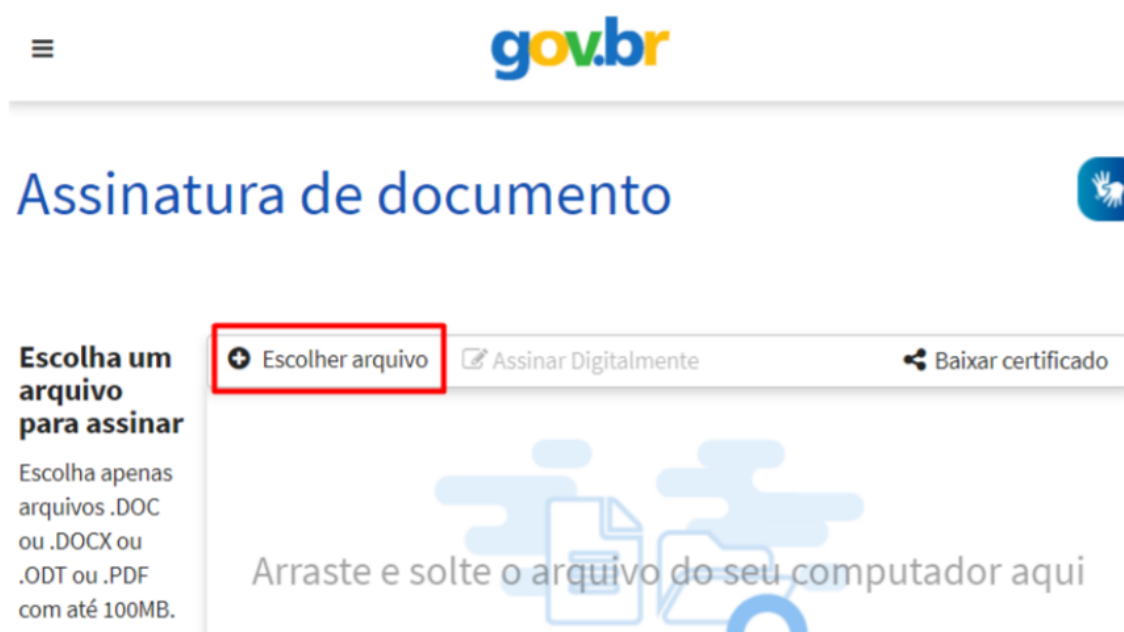 gov.br
Assinatura de documento
Escolha um
arquivo
para assinar
Escolha apenas
arquivos .DOC
ou .DOCX ou
.ODT ou .PDF
com até 100MB.
Escolher arquivo
Assinar Digitalmente
Baixar certificado
Arraste e solte o arquivo do seu computador aqui